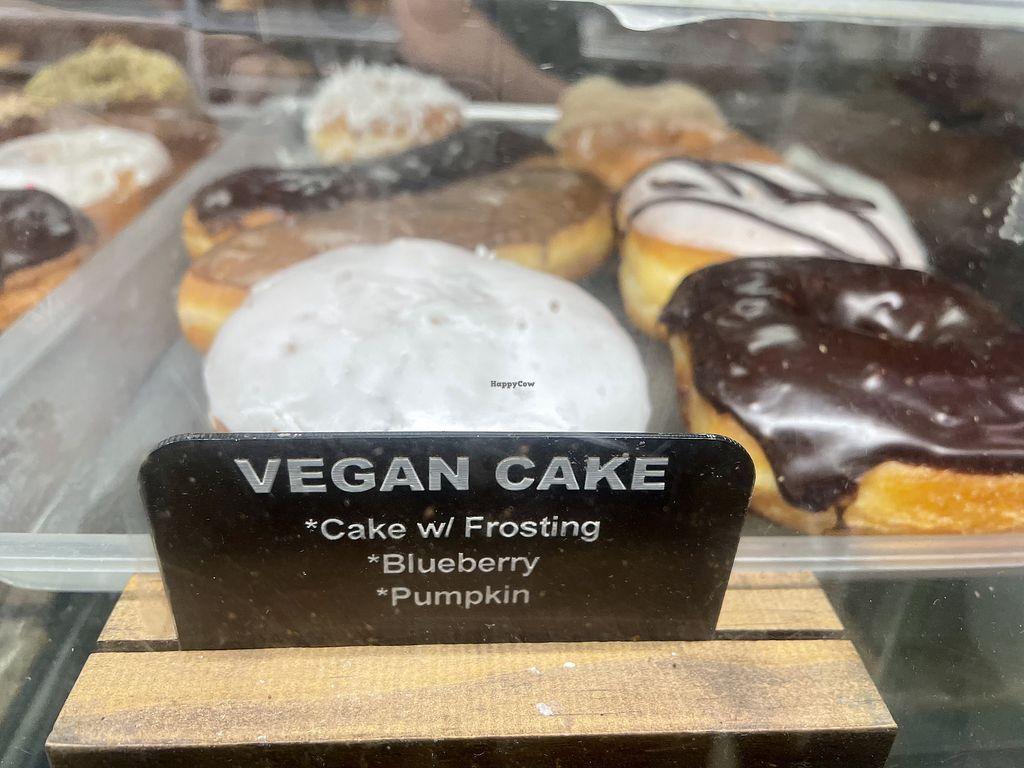 HappyCow
VEGAN CAKE
*Cake w/ Frosting
*Blueberry
*Pumpkin